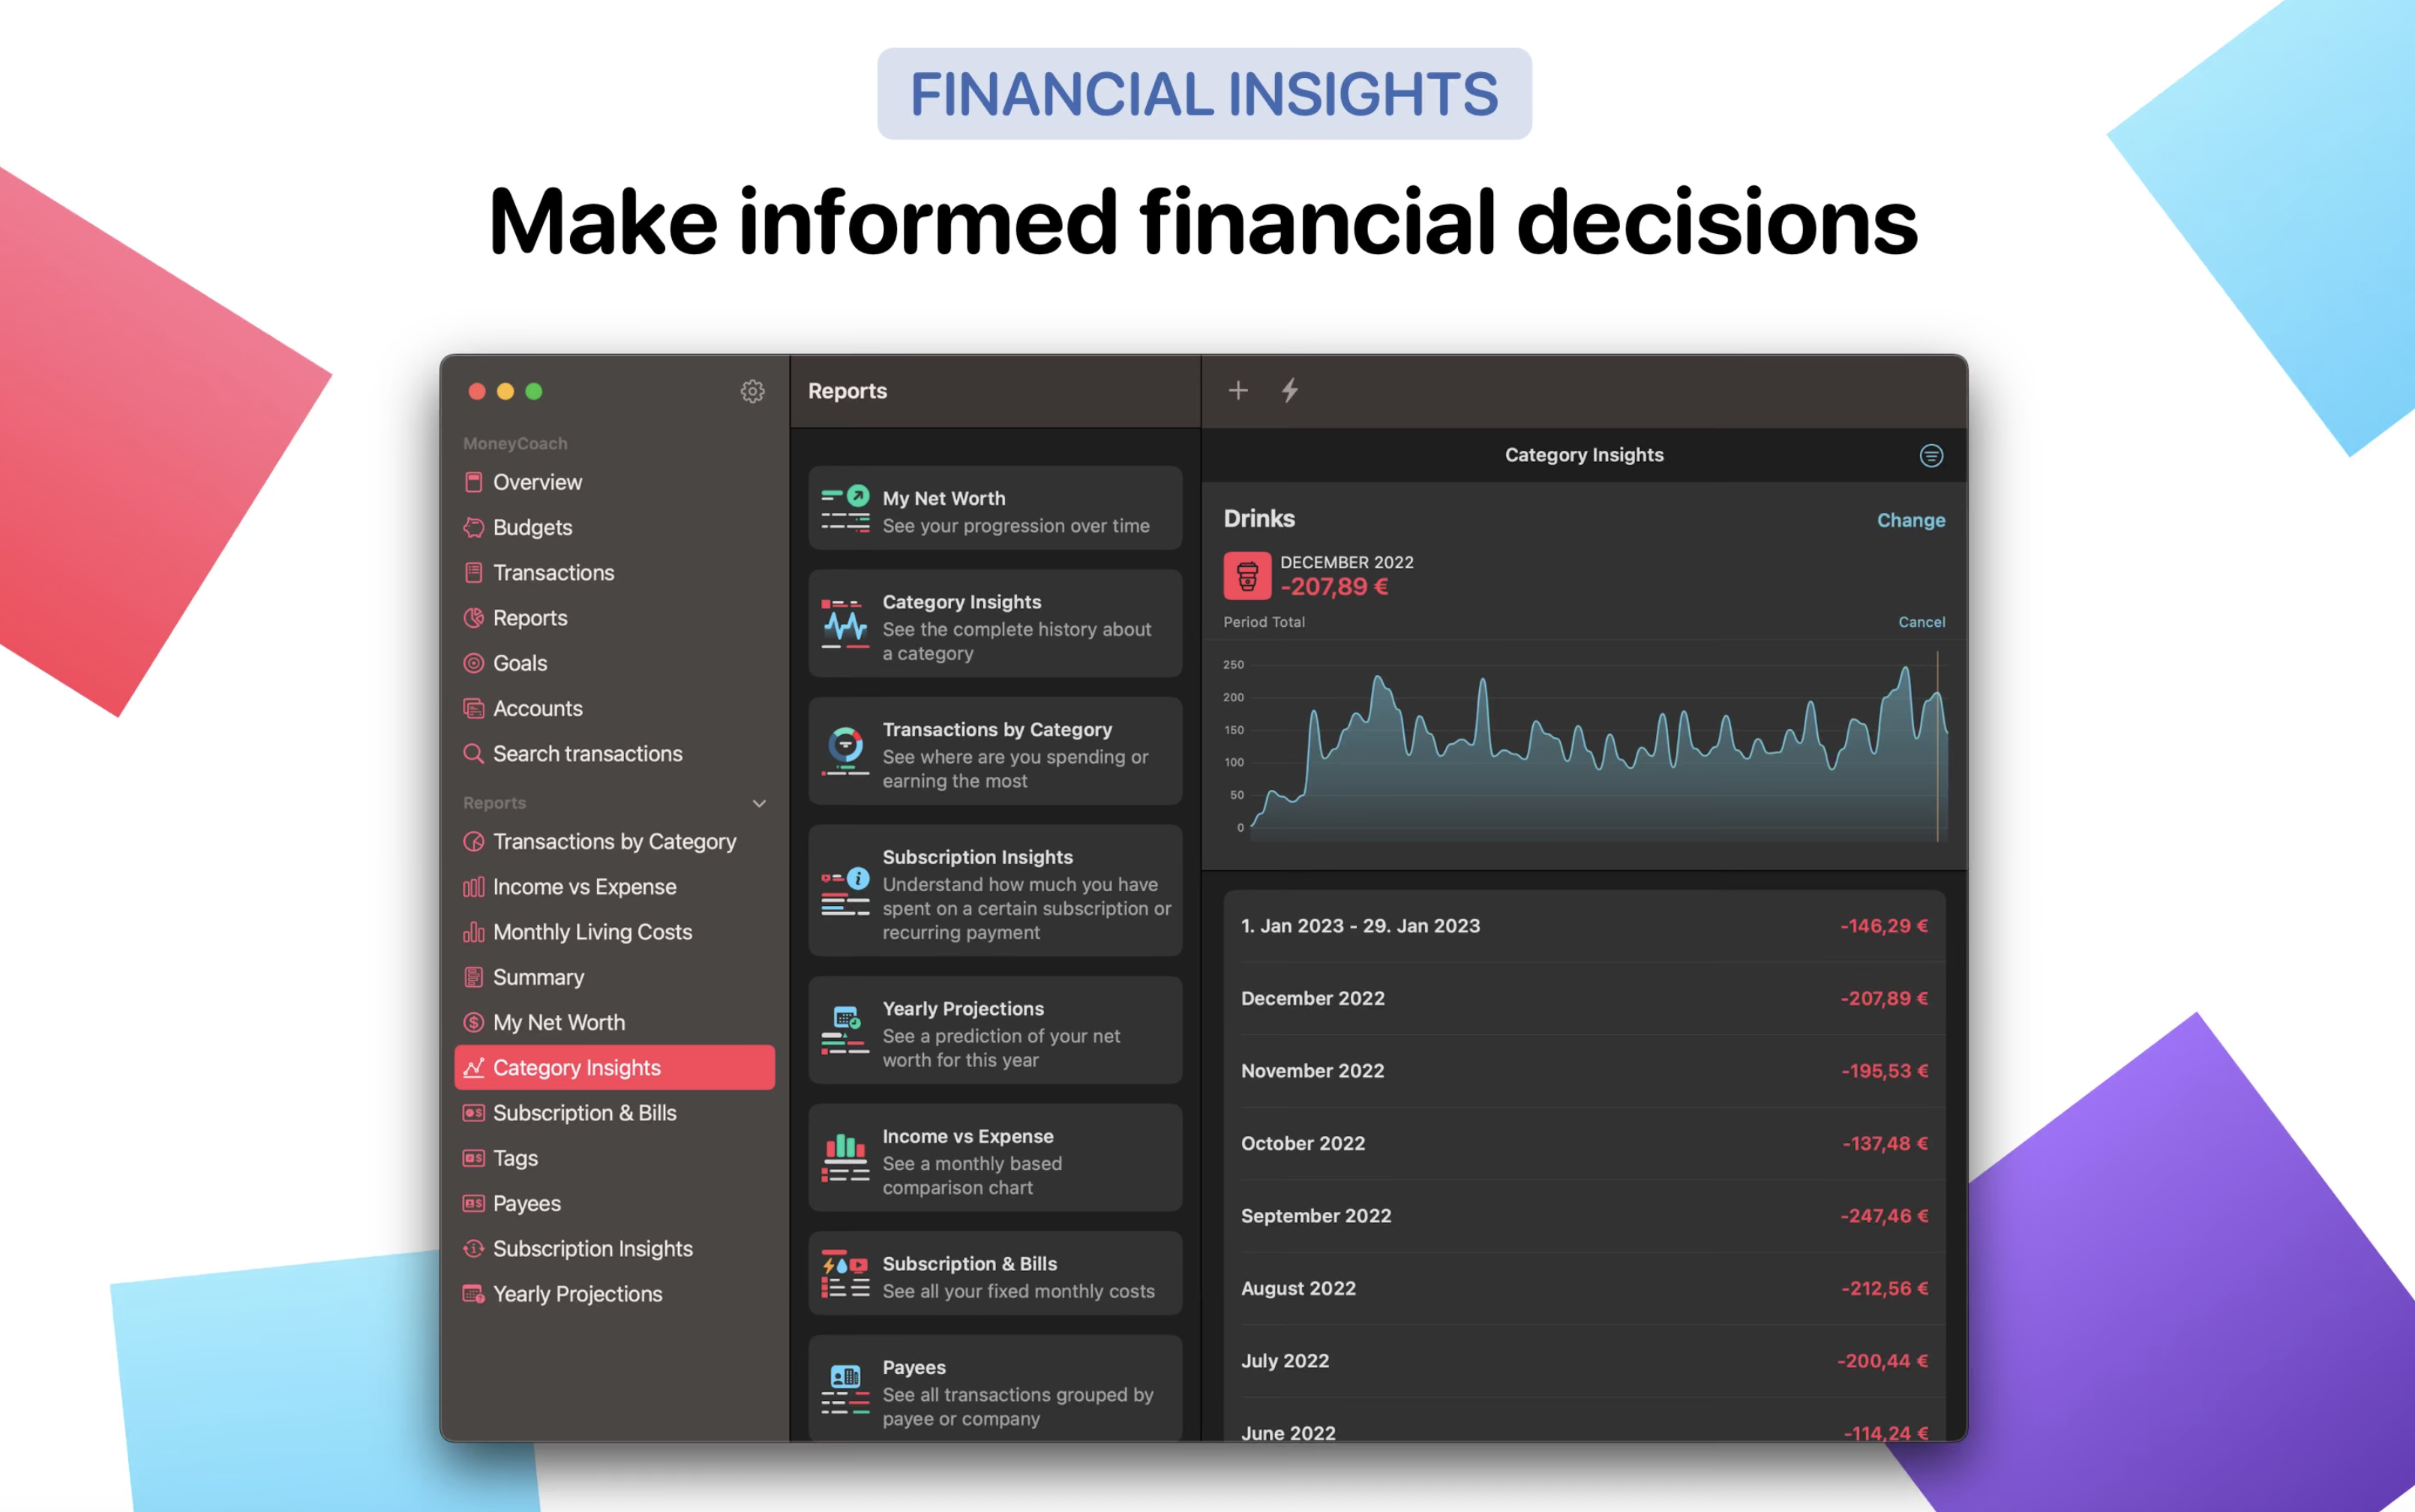 FINANCIAL INSIGHTS
Make informed financial decisions
MoneyCoach
Overview
Budgets
Transactions
Reports
Goals
Accounts
Search transactions
Reports
Transactions by Category
Income vs Expense
Monthly Living Costs
Summary
My Net Worth
Category Insights
Subscription & Bills
Tags
Payees
Subscription Insights
Yearly Projections
Reports
My Net Worth
See your progression over time
Category Insights
See the complete history about
a category
Transactions by Category
See where are you spending or
earning the most
Subscription Insights
Understand how much you have
spent on a certain subscription or
recurring payment
Yearly Projections
See a prediction of your net
worth for this year
Income vs Expense
See a monthly based
comparison chart
Subscription & Bills
See all your fixed monthly costs
Payees
See all transactions grouped by
payee or company
Category Insights
Drinks
Change
DECEMBER 2022
-207,89 €
Period Total
Cancel
250
200
150
100
50
0
1. Jan 2023 - 29. Jan 2023 -146,29 €
December 2022 -207,89 €
November 2022 -195,53 €
October 2022 -137,48 €
September 2022 -247,46 €
August 2022 -212,56 €
July 2022 -200,44 €
June 2022 -114,24 €